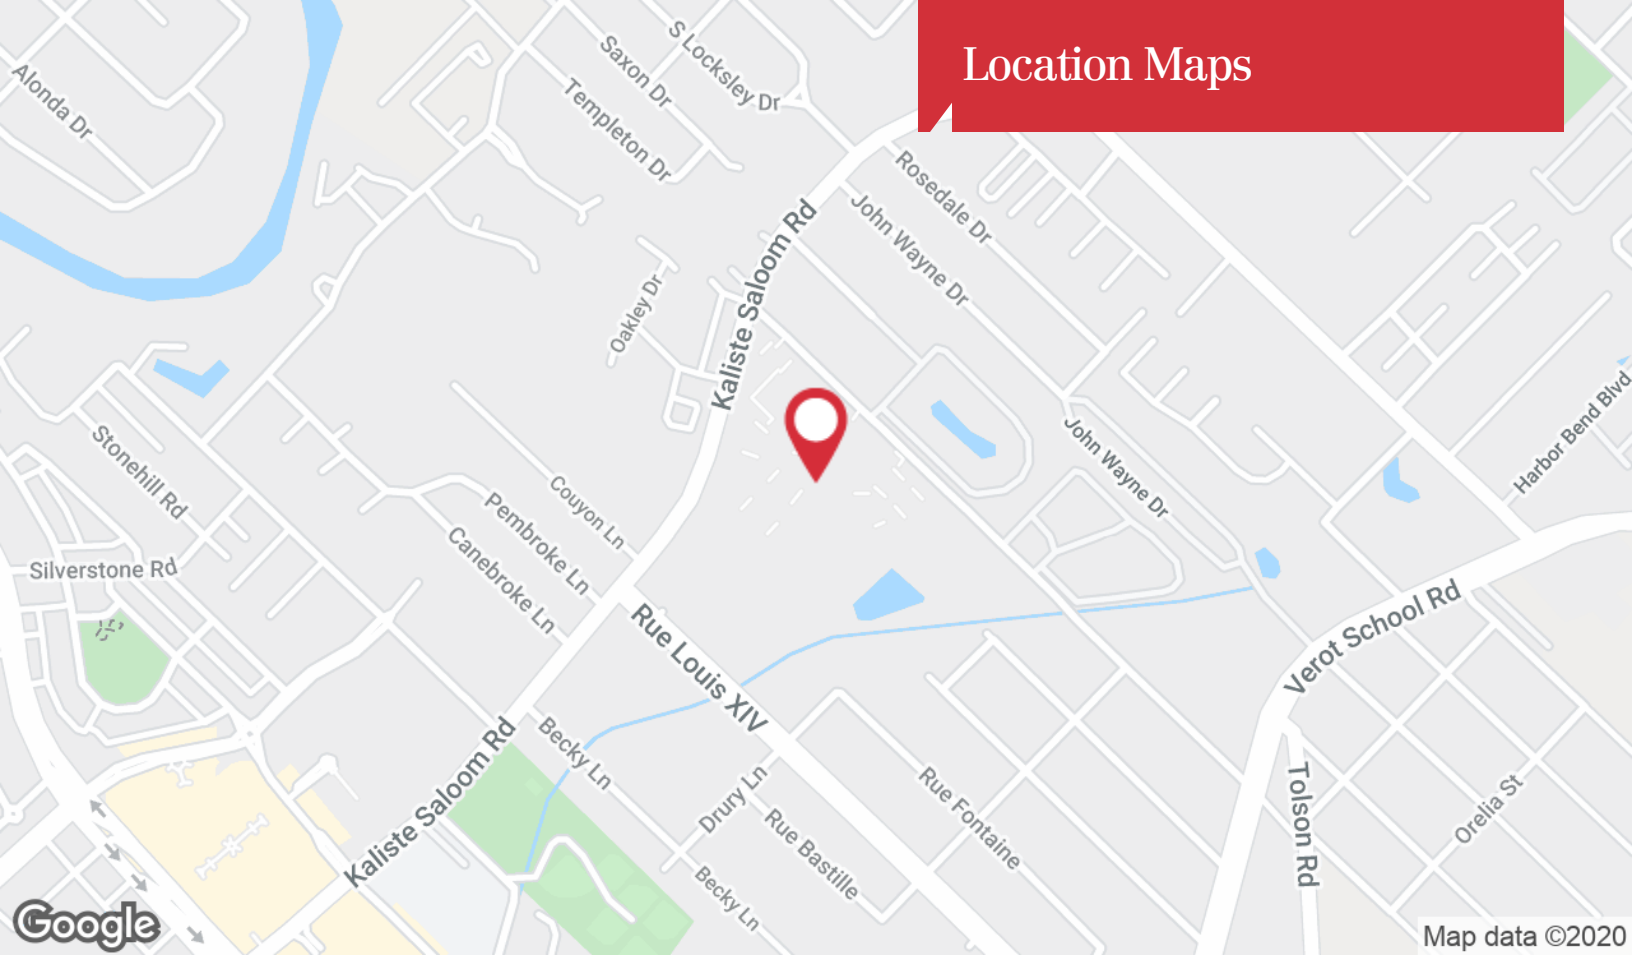 Location Maps
S Locksley Dr
Saxon Dr
Alonda Dr
Templeton Dr
Rosedale Dr
John Wayne Dr
Kaliste Saloom Rd
Oakley Dr
Harbor Bend Blvd
Stonehill Rd
John Wayne Dr
Couyon Ln
Pembroke Ln
Canebroke Ln
Silverstone Rd
Verot School Rd
Rue Louis XIV
Becky Ln
Kaliste Saloom Rd
Drury Ln
Rue Fontaine
Tolson Rd
Orelia St
Rue Bastille
Becky Ln
Google
Map data ©2020